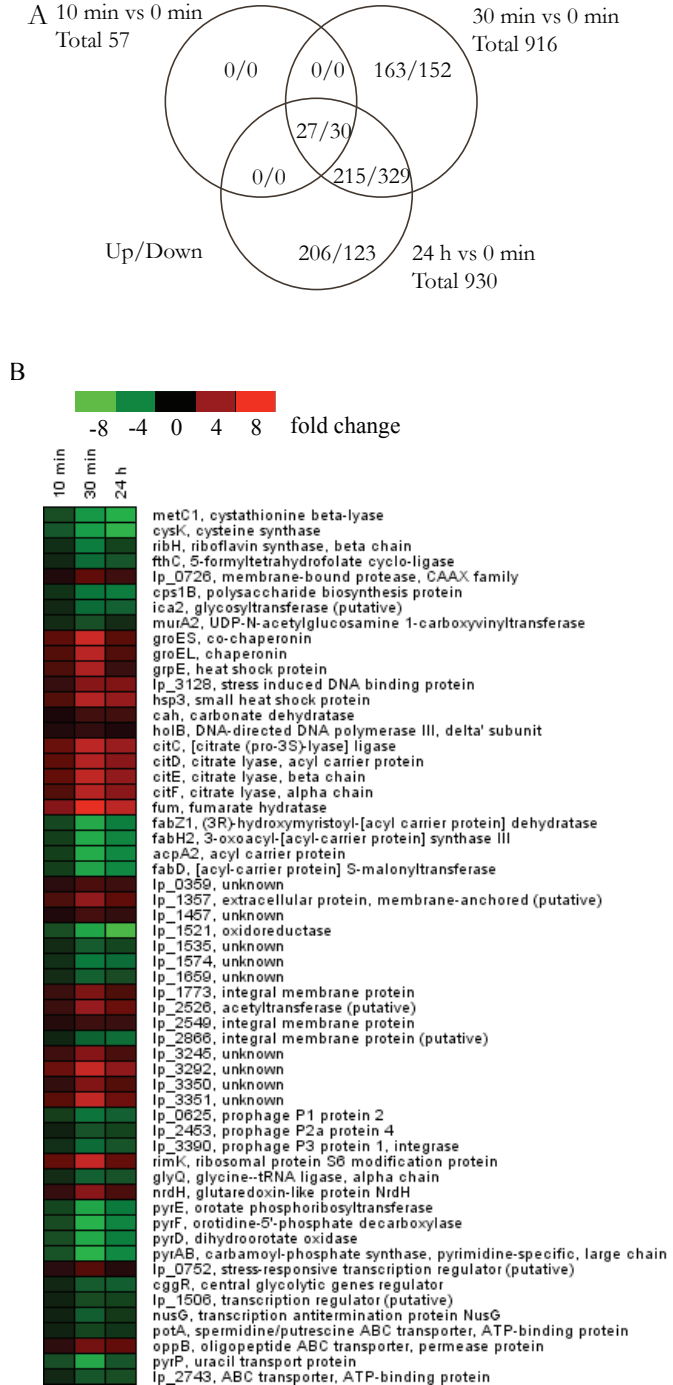 A
10 min vs 0 min
Total 57
30 min vs 0 min
Total 916
0/0
0/0
163/152
27/30
0/0
215/329
Up/Down
206/123
24 h vs 0 min
Total 930
B
-8 -4 0 4 8 fold change
10 min
30 min
24 h
metC1, cystathionine beta-lyase
cysK, cysteine synthase
ribH, riboflavin synthase, beta chain
fthC, 5-formyltetrahydrofolate cyclo-ligase
lp_0726, membrane-bound protease, CAAX family
cps1B, polysaccharide biosynthesis protein
ica2, glycosyltransferase (putative)
murA2, UDP-N-acetylglucosamine 1-carboxyvinyltransferase
groES, co-chaperonin
groEL, chaperonin
grpE, heat shock protein
lp_3128, stress induced DNA binding protein
hsp3, small heat shock protein
cah, carbonate dehydratase
holB, DNA-directed DNA polymerase III, delta' subunit
citC, [citrate (pro-3S)-lyase] ligase
citD, citrate lyase, acyl carrier protein
citE, citrate lyase, beta chain
citF, citrate lyase, alpha chain
fum, fumarate hydratase
fabZ1, (3R)-hydroxymyristoyl-[acyl carrier protein] dehydratase
fabH2, 3-oxoacyl-[acyl-carrier protein] synthase III
acpA2, acyl carrier protein
fabD, [acyl-carrier protein] S-malonyltransferase
lp_0359, unknown
lp_1357, extracellular protein, membrane-anchored (putative)
lp_1457, unknown
lp_1521, oxidoreductase
lp_1535, unknown
lp_1574, unknown
lp_1659, unknown
lp_1773, integral membrane protein
lp_2526, acetyltransferase (putative)
lp_2549, integral membrane protein
lp_2866, integral membrane protein (putative)
lp_3245, unknown
lp_3292, unknown
lp_3350, unknown
lp_3351, unknown
lp_0625, prophage P1 protein 2
lp_2453, prophage P2a protein 4
lp_3390, prophage P3 protein 1, integrase
rimK, ribosomal protein S6 modification protein
glyQ, glycine--tRNA ligase, alpha chain
nrdH, glutaredoxin-like protein NrdH
pyrE, orotate phosphoribosyltransferase
pyrF, orotidine-5'-phosphate decarboxylase
pyrD, dihydroorotate oxidase
pyrAB, carbamoyl-phosphate synthase, pyrimidine-specific, large chain
lp_0752, stress-responsive transcription regulator (putative)
cggR, central glycolytic genes regulator
lp_1506, transcription regulator (putative)
nusG, transcription antitermination protein NusG
potA, spermidine/putrescine ABC transporter, ATP-binding protein
oppB, oligopeptide ABC transporter, permease protein
pyrP, uracil transport protein
lp_2743, ABC transporter, ATP-binding protein